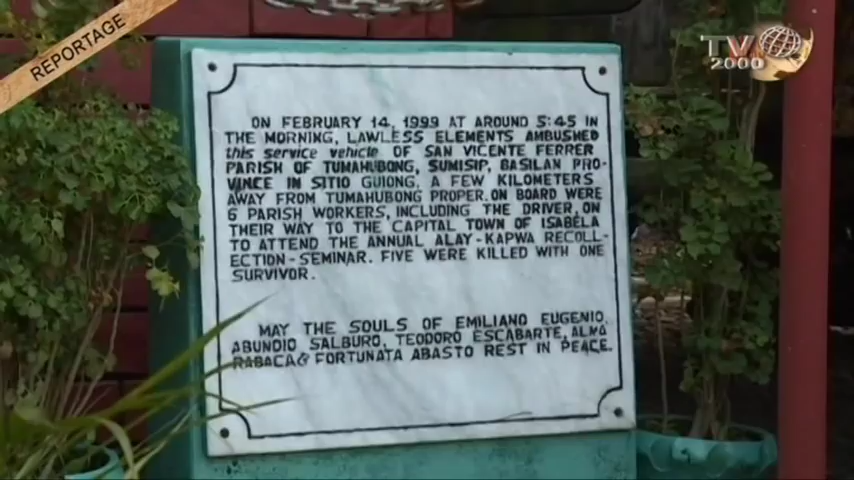 REPORTAGE
TV
2000
ON FEBRUARY 14, 1999 AT AROUND 5:45 IN
THE MORNING, LAWLESS ELEMENTS AMBUSHED
this service vehicle OF SAN VICENTE FERRER
PARISH OF TUMAHUBONG, SUMISIP, BASILAN PRO-
VINCE IN SITIO GUIONG. A FEW KILOMETERS
AWAY FROM TUMAHUBONG PROPER. ON BOARD WERE
6 PARISH WORKERS, INCLUDING THE DRIVER, ON
THEIR WAY TO THE CAPITAL TOWN OF ISABELA
TO ATTEND THE ANNUAL ALAY-KAPWA RECOLL-
ECTION-SEMINAR. FIVE WERE KILLED WITH ONE
SURVIVOR.
MAY THE SOULS OF EMILIANO EUGENIO,
ABUNDIO SALBURO, TEODORO ESCABARTE, ALMA
RABACA & FORTUNATA ABASTO REST IN PEACE.